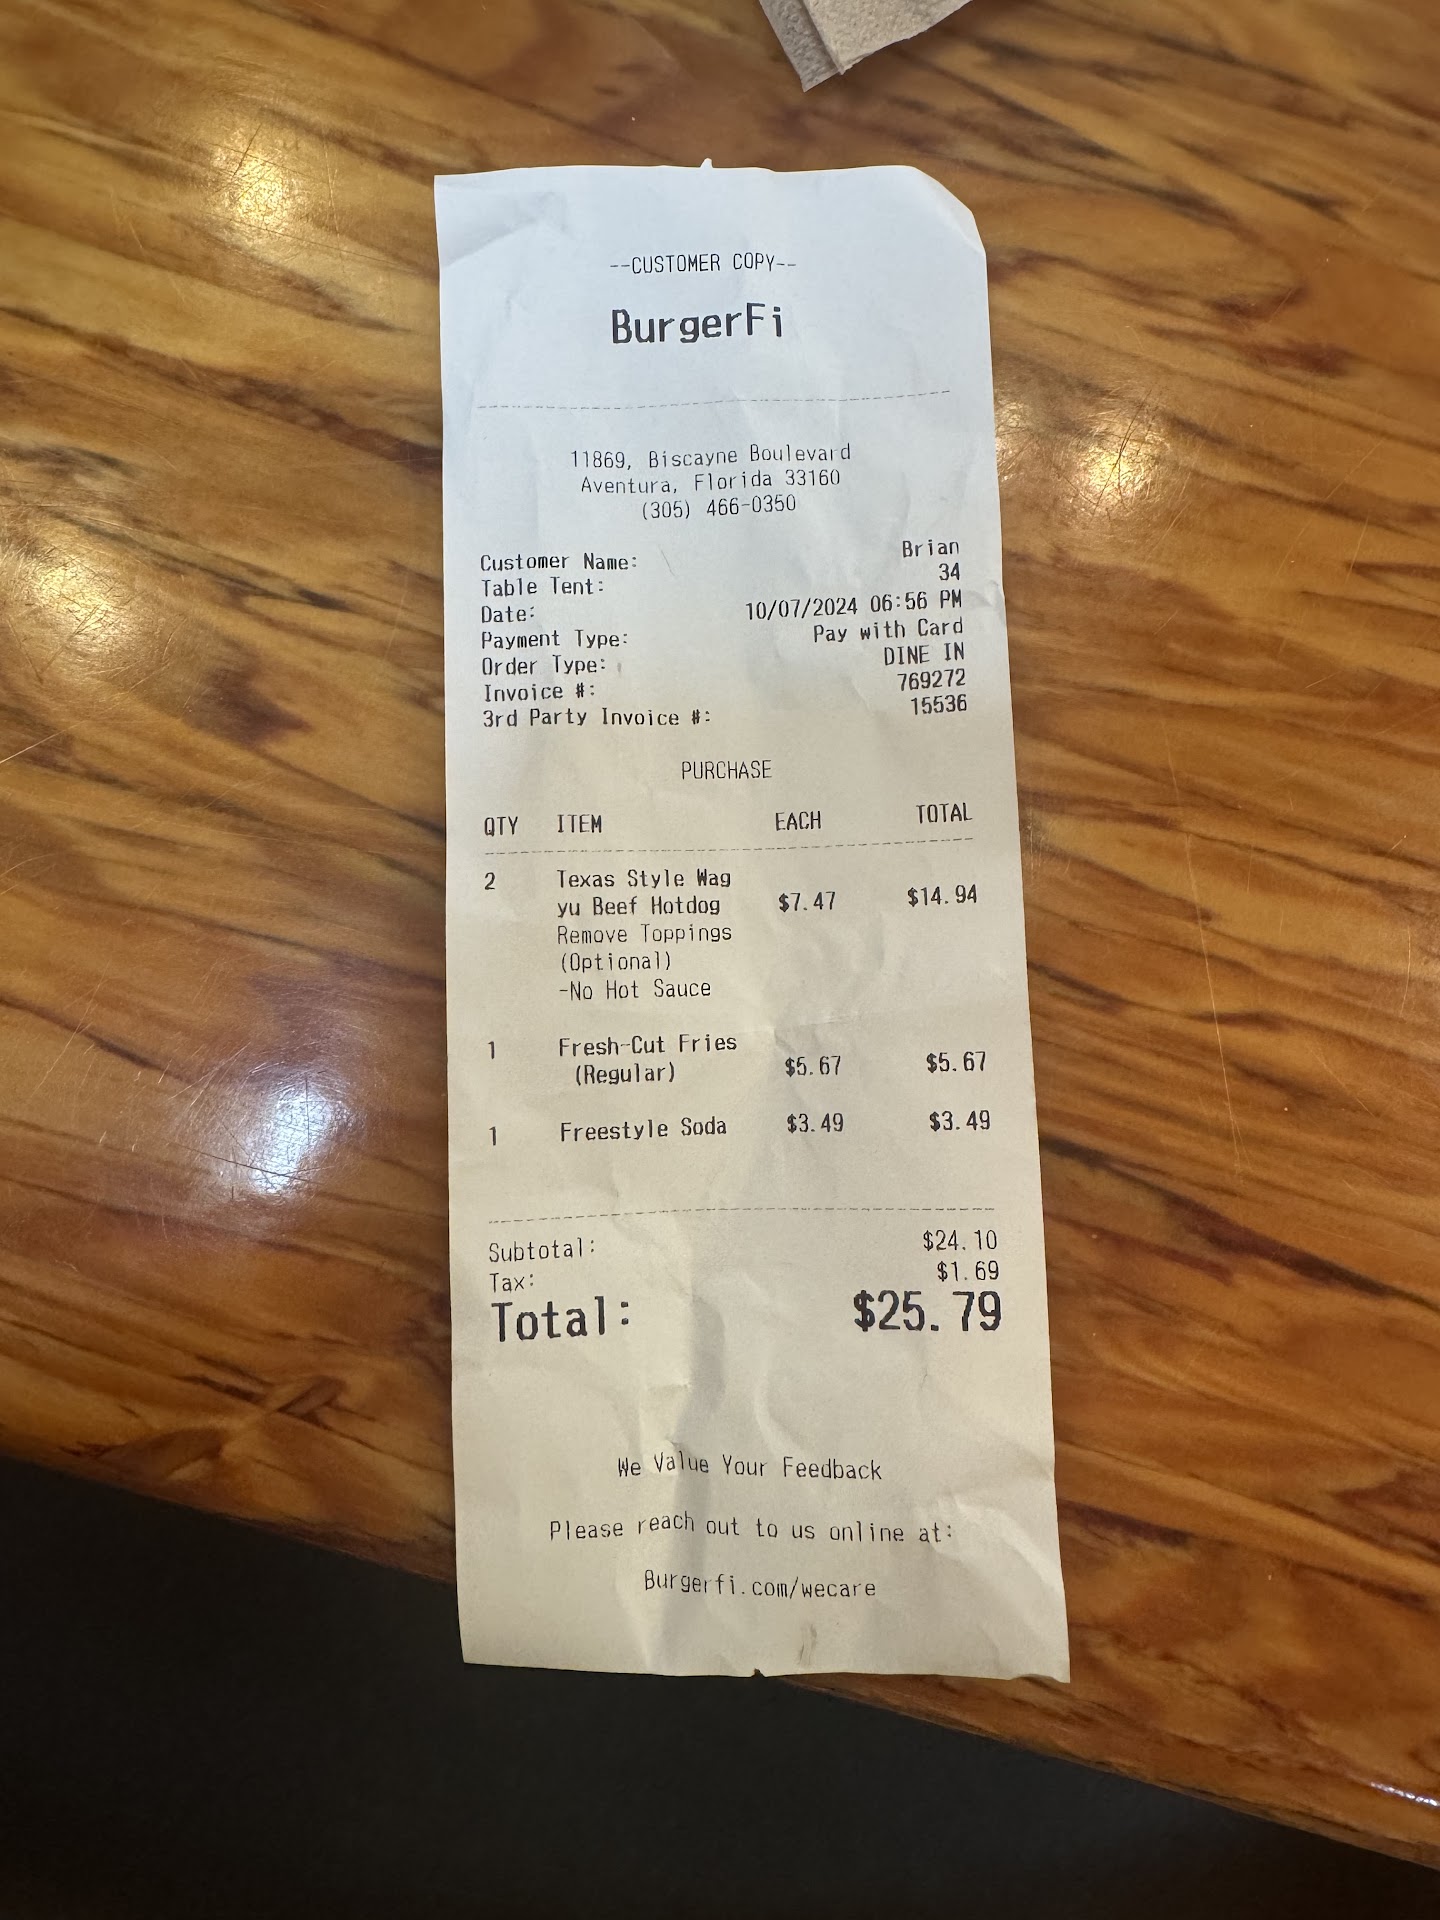 --CUSTOMER COPY--
BurgerFi
11869, Biscayne Boulevard
Aventura, Florida 33160
(305) 466-0350
Customer Name: Brian
Table Tent: 34
Date: 10/07/2024 06:56 PM
Payment Type: Pay with Card
Order Type: DINE IN
Invoice #: 769272
3rd Party Invoice #: 15536
PURCHASE
QTY ITEM EACH TOTAL
2 Texas Style Wag
yu Beef Hotdog $7.47 $14.94
Remove Toppings
(Optional)
-No Hot Sauce
1 Fresh-Cut Fries
(Regular) $5.67 $5.67
1 Freestyle Soda $3.49 $3.49
Subtotal: $24.10
Tax: $1.69
Total: $25.79
We Value Your Feedback
Please reach out to us online at:
Burgerfi.com/wecare